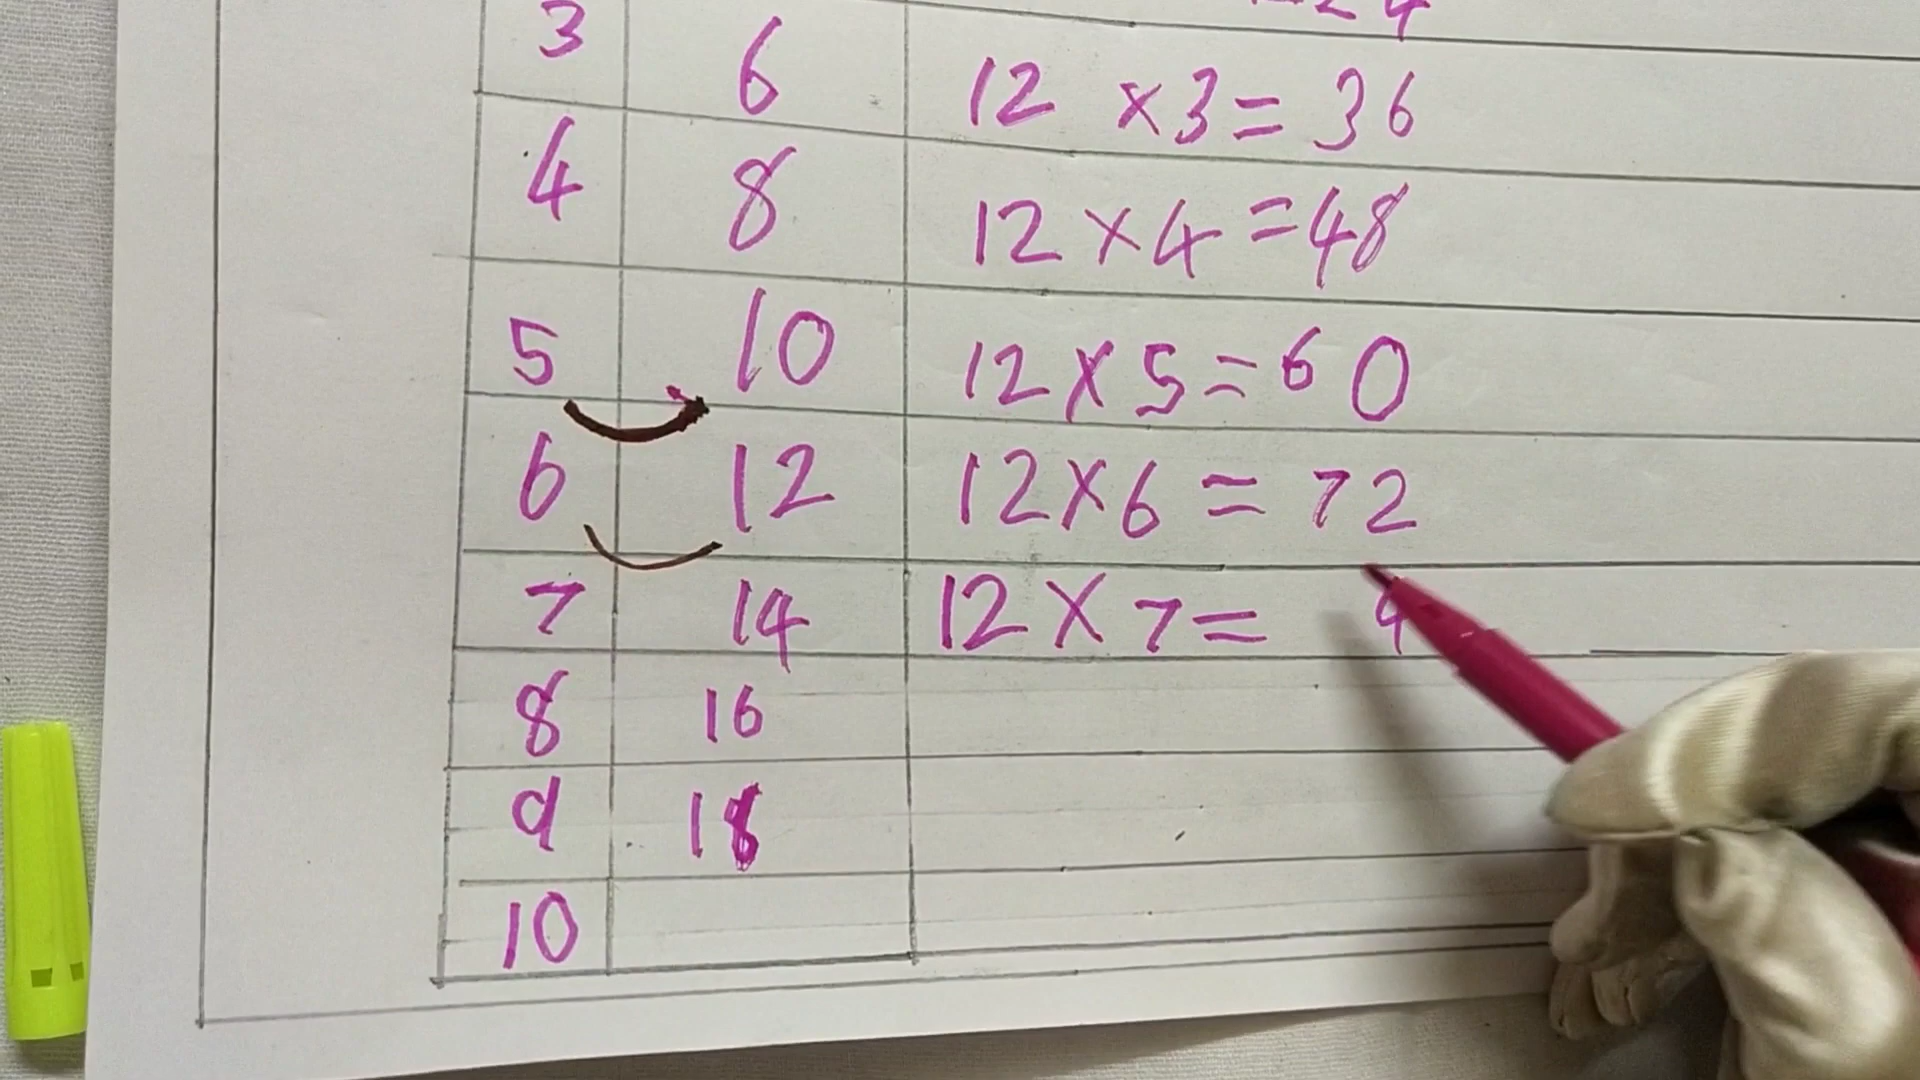 3 6 12 ×3= 36
4 8 12 ×4 =48
5 10 12 ×5=60
6 12 12×6 = 72
7 14 12×7= 4
8 16
9 18
10